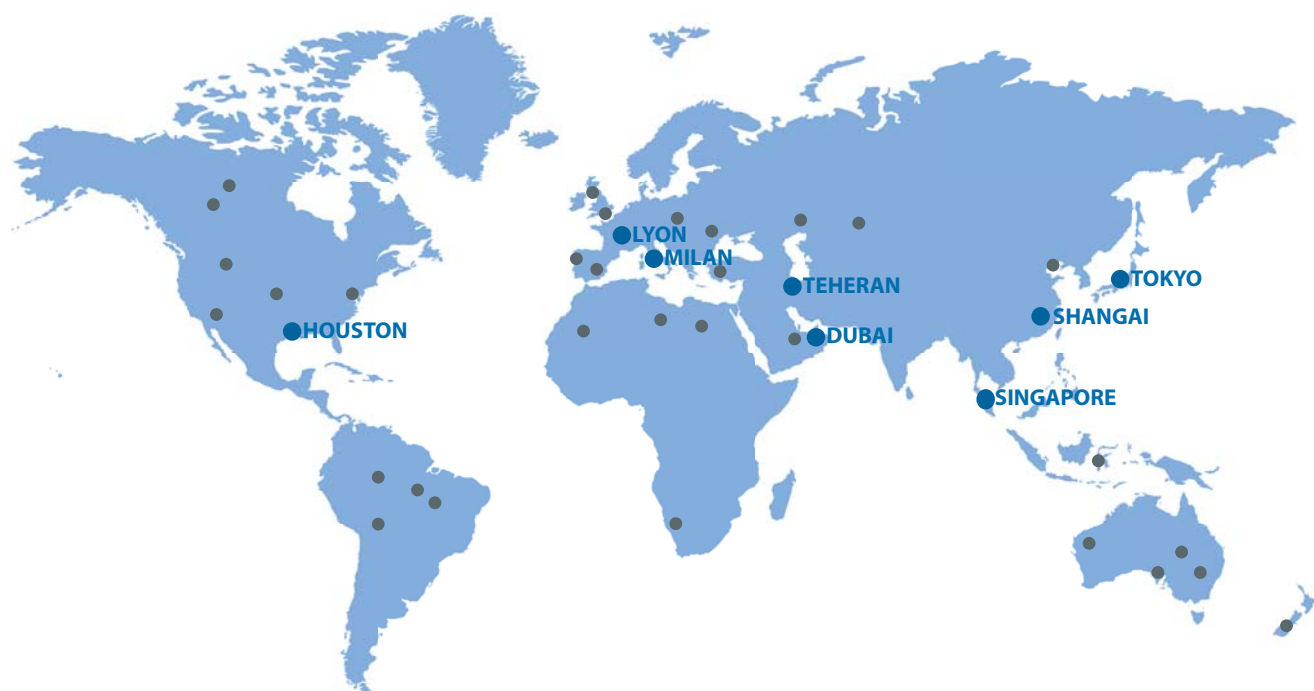 LYON
MILAN
TEHERAN
TOKYO
SHANGAI
HOUSTON
DUBAI
SINGAPORE